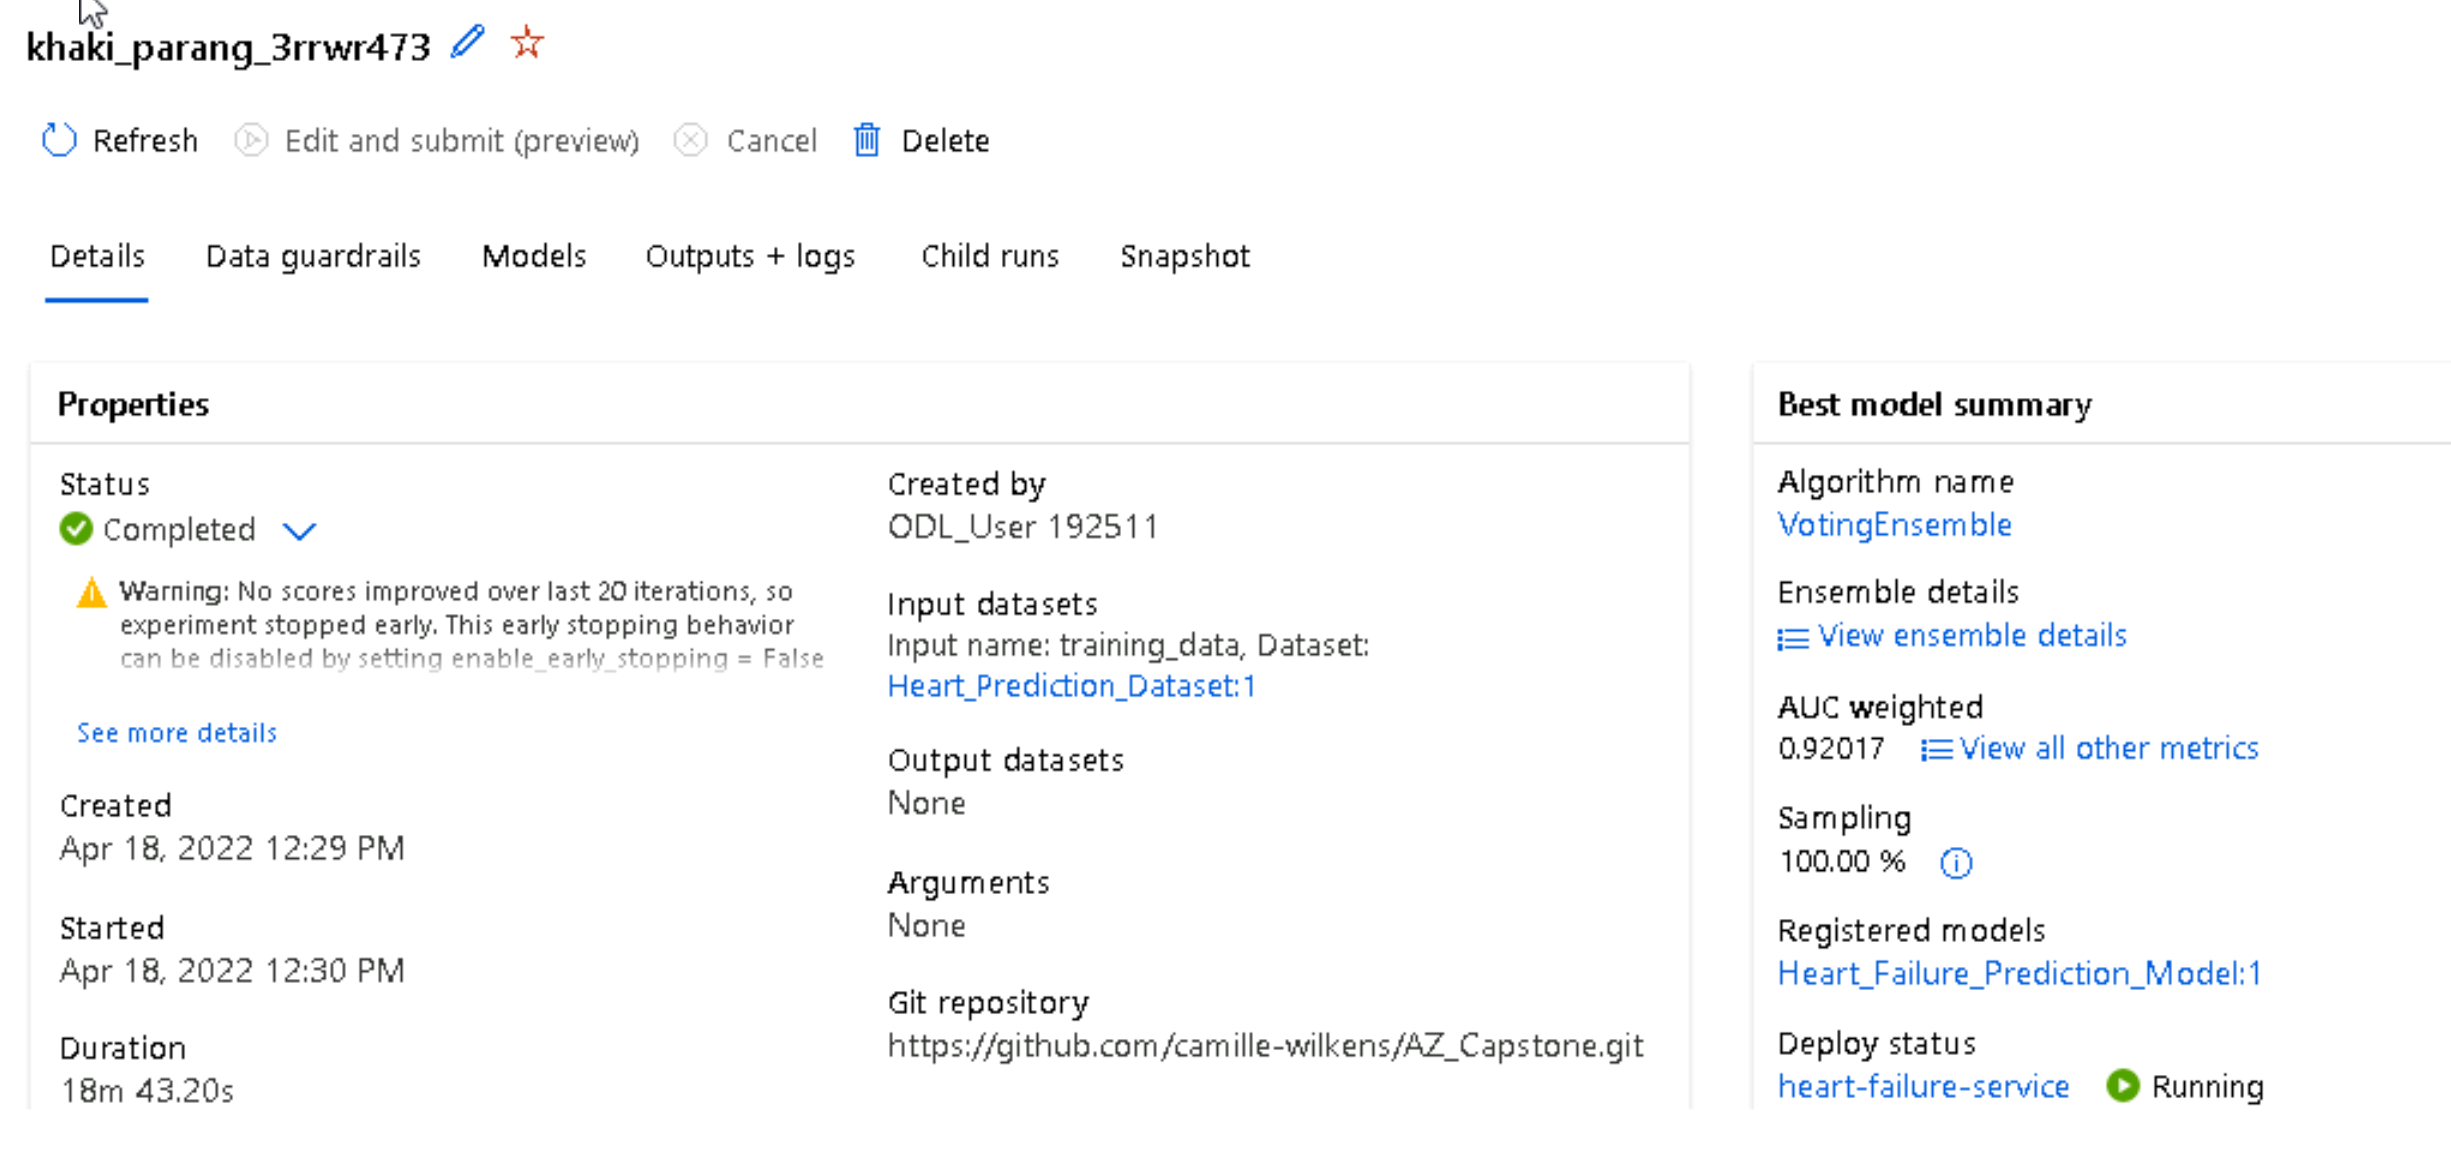 khaki_parang_3rrwr473
Refresh Edit and submit (preview) Cancel Delete
Details Data guardrails Models Outputs + logs Child runs Snapshot
Properties
Status
Completed
Warning: No scores improved over last 20 iterations, so
experiment stopped early. This early stopping behavior
can be disabled by setting enable_early_stopping = False
See more details
Created
Apr 18, 2022 12:29 PM
Started
Apr 18, 2022 12:30 PM
Duration
18m 43.20s
Created by
ODL_User 192511
Input datasets
Input name: training_data, Dataset:
Heart_Prediction_Dataset:1
Output datasets
None
Arguments
None
Git repository
https://github.com/camille-wilkens/AZ_Capstone.git
Best model summary
Algorithm name
VotingEnsemble
Ensemble details
View ensemble details
AUC weighted
0.92017 View all other metrics
Sampling
100.00 %
Registered models
Heart_Failure_Prediction_Model:1
Deploy status
heart-failure-service Running